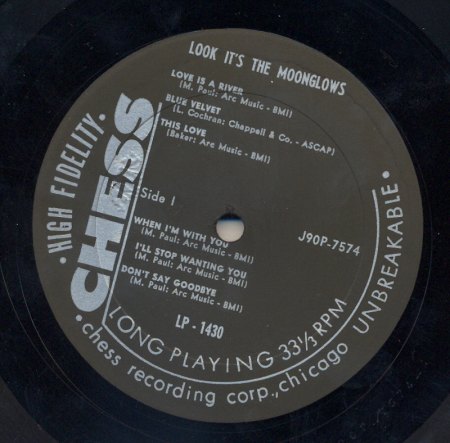 LOOK IT'S THE MOONGLOWS
LOVE IS A RIVER
(M. Paul: Arc Music - BMI)
BLUE VELVET
(L. Cochran: Chappell & Co. - ASCAP)
THIS LOVE
(Baker: Arc Music - BMI)
Side 1
J90P-7574
WHEN I'M WITH YOU
(M. Paul: Arc Music - BMI)
I'LL STOP WANTING YOU
(M. Paul: Arc Music - BMI)
DON'T SAY GOODBYE
(M. Paul: Arc Music - BMI)
LP - 1430
• HIGH FIDELITY •
CHESS
LONG PLAYING 33⅓ RPM
UNBREAKABLE •
• chess recording corp., chicago